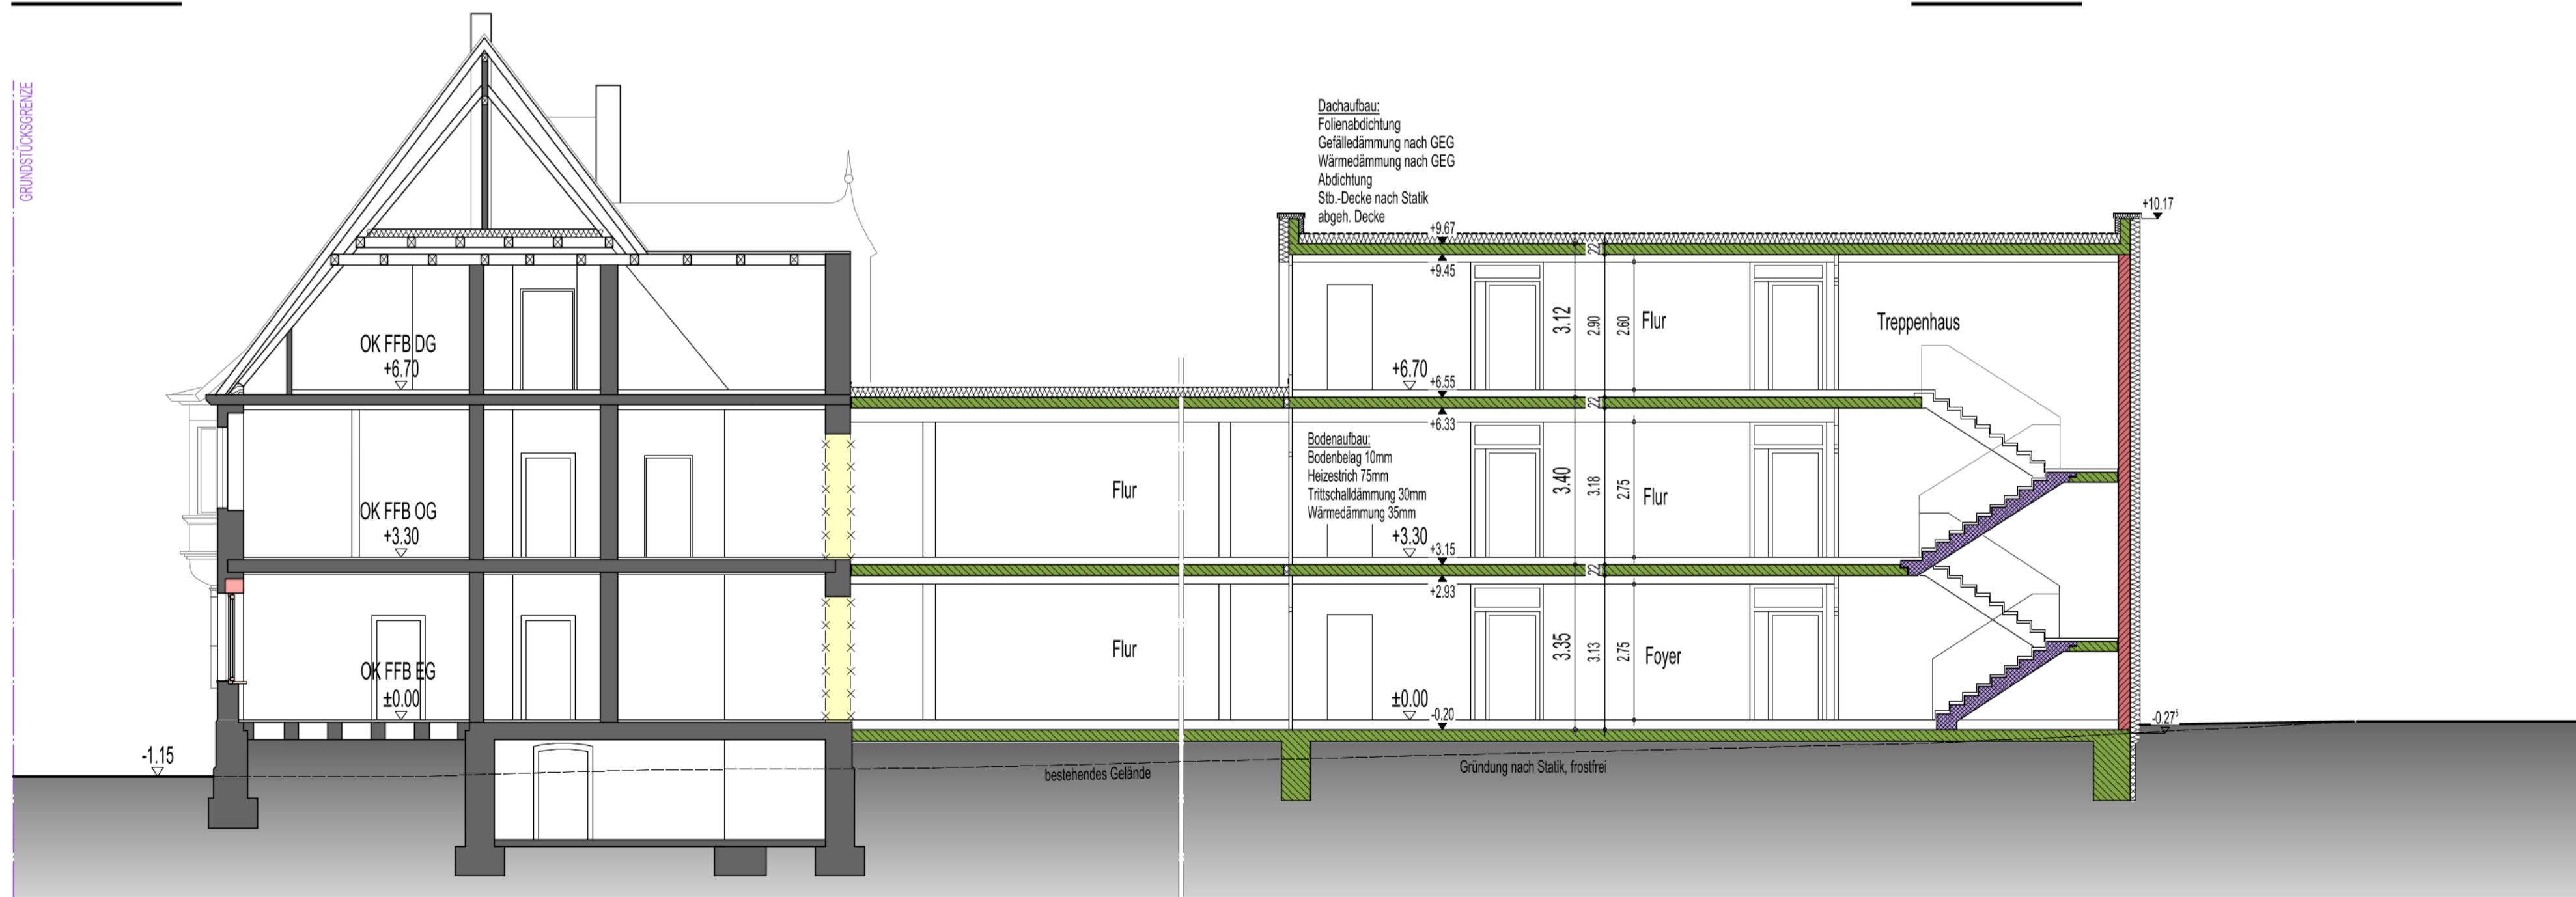 GRUNDSTÜCKSGRENZE
Dachaufbau:
Folienabdichtung
Gefälledämmung nach GEG
Wärmedämmung nach GEG
Abdichtung
Stb.-Decke nach Statik
abgeh. Decke
+9.67
+9.45
22
+10.17
OK FFB DG
+6.70
3.12
2.90
2.60
Flur
Treppenhaus
+6.70
+6.55
22
+6.33
Bodenaufbau:
Bodenbelag 10mm
Heizestrich 75mm
Trittschalldämmung 30mm
Wärmedämmung 35mm
OK FFB OG
+3.30
Flur
3.40
3.18
2.75
Flur
+3.30
+3.15
22
+2.93
OK FFB EG
±0.00
Flur
3.35
3.13
2.75
Foyer
±0.00
-0.20
-0.27⁵
-1.15
bestehendes Gelände
Gründung nach Statik, frostfrei